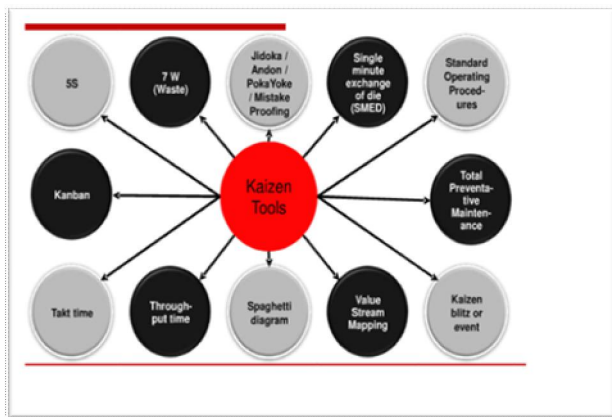 5S
7 W
(Waste)
Jidoka /
Andon /
PokaYoke
/ Mistake
Proofing
Single
minute
exchange
of die
(SMED)
Standard
Operating
Proced-
ures
Kanban
Kaizen
Tools
Total
Preventa-
tive
Mainten-
ance
Takt time
Through-
put time
Spaghetti
diagram
Value
Stream
Mapping
Kaizen
blitz or
event